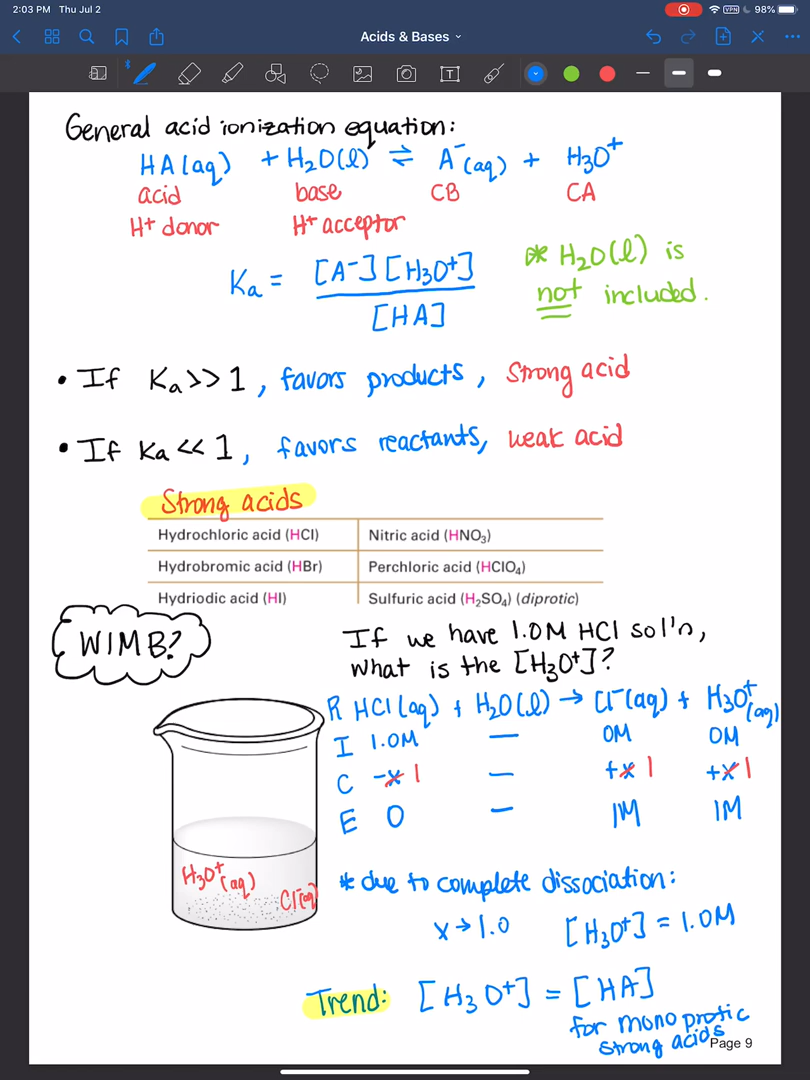 2:03 PM Thu Jul 2
VPN 98%
Acids & Bases
General acid ionization equation:
HA(aq) + H₂O(l) ⇌ A⁻(aq) + H₃O⁺
acid base CB CA
H⁺ donor H⁺ acceptor
Ka = [A⁻][H₃O⁺] / [HA]
* H₂O(l) is
not included.
• If Ka >> 1, favors products, strong acid
• If Ka << 1, favors reactants, weak acid
Strong acids
Hydrochloric acid (HCl) Nitric acid (HNO₃)
Hydrobromic acid (HBr) Perchloric acid (HClO₄)
Hydriodic acid (HI) Sulfuric acid (H₂SO₄) (diprotic)
WIMB?
If we have 1.0M HCl sol'n,
what is the [H₃O⁺]?
R HCl(aq) + H₂O(l) → Cl⁻(aq) + H₃O⁺(aq)
I 1.0M — 0M 0M
C -x 1 — +x 1 +x 1
E 0 — 1M 1M
H₃O⁺(aq)
Cl⁻(aq)
* due to complete dissociation:
x → 1.0 [H₃O⁺] = 1.0M
Trend: [H₃O⁺] = [HA]
for monoprotic
strong acids
Page 9